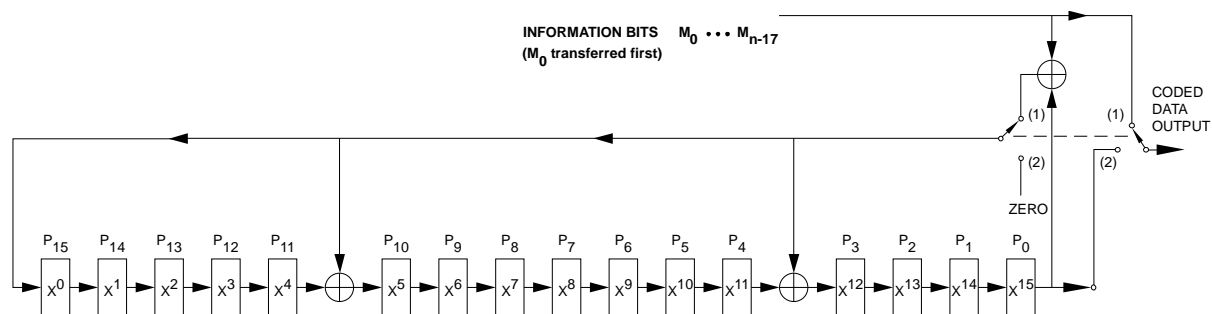 INFORMATION BITS M0 ••• Mn-17
(M0 transferred first)
CODED
DATA
OUTPUT
(1) (1)
(2) (2)
ZERO
P15 P14 P13 P12 P11 P10 P9 P8 P7 P6 P5 P4 P3 P2 P1 P0
X0 X1 X2 X3 X4 X5 X6 X7 X8 X9 X10 X11 X12 X13 X14 X15